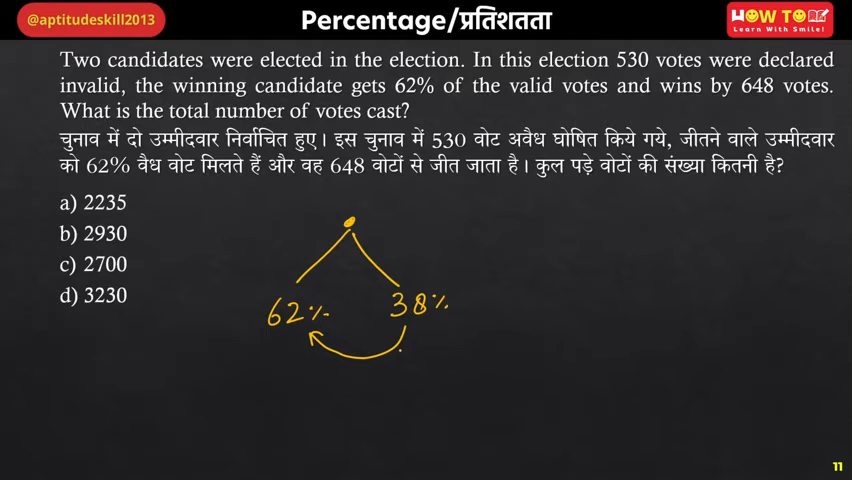 @aptitudeskill2013
Percentage/प्रतिशतता
HOW TO
Learn With Smile!
Two candidates were elected in the election. In this election 530 votes were declared
invalid, the winning candidate gets 62% of the valid votes and wins by 648 votes.
What is the total number of votes cast?
चुनाव में दो उम्मीदवार निर्वाचित हुए। इस चुनाव में 530 वोट अवैध घोषित किये गये, जीतने वाले उम्मीदवार
को 62% वैध वोट मिलते हैं और वह 648 वोटों से जीत जाता है। कुल पड़े वोटों की संख्या कितनी है?
a) 2235
b) 2930
c) 2700
d) 3230
62% 38%
11